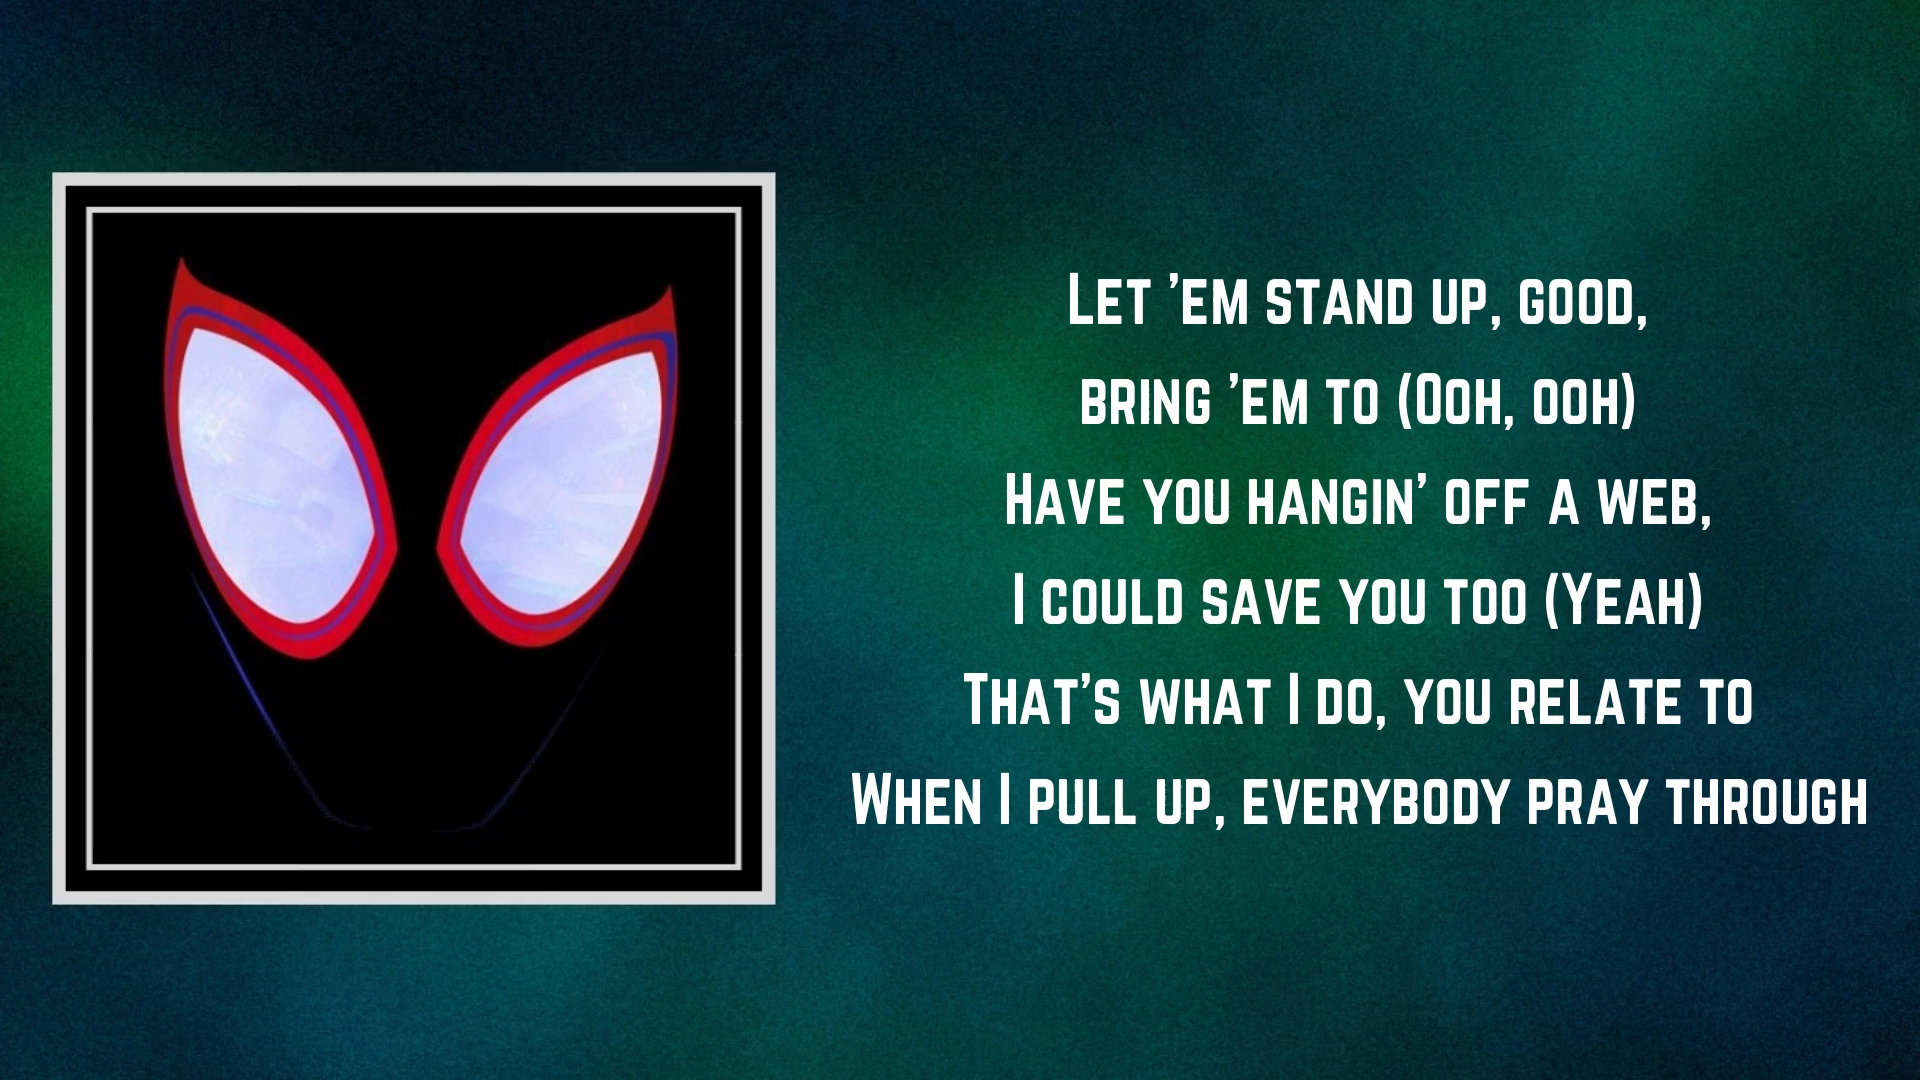 Let 'em stand up, good,
bring 'em to (Ooh, ooh)
Have you hangin' off a web,
I could save you too (Yeah)
That's what I do, you relate to
When I pull up, everybody pray through